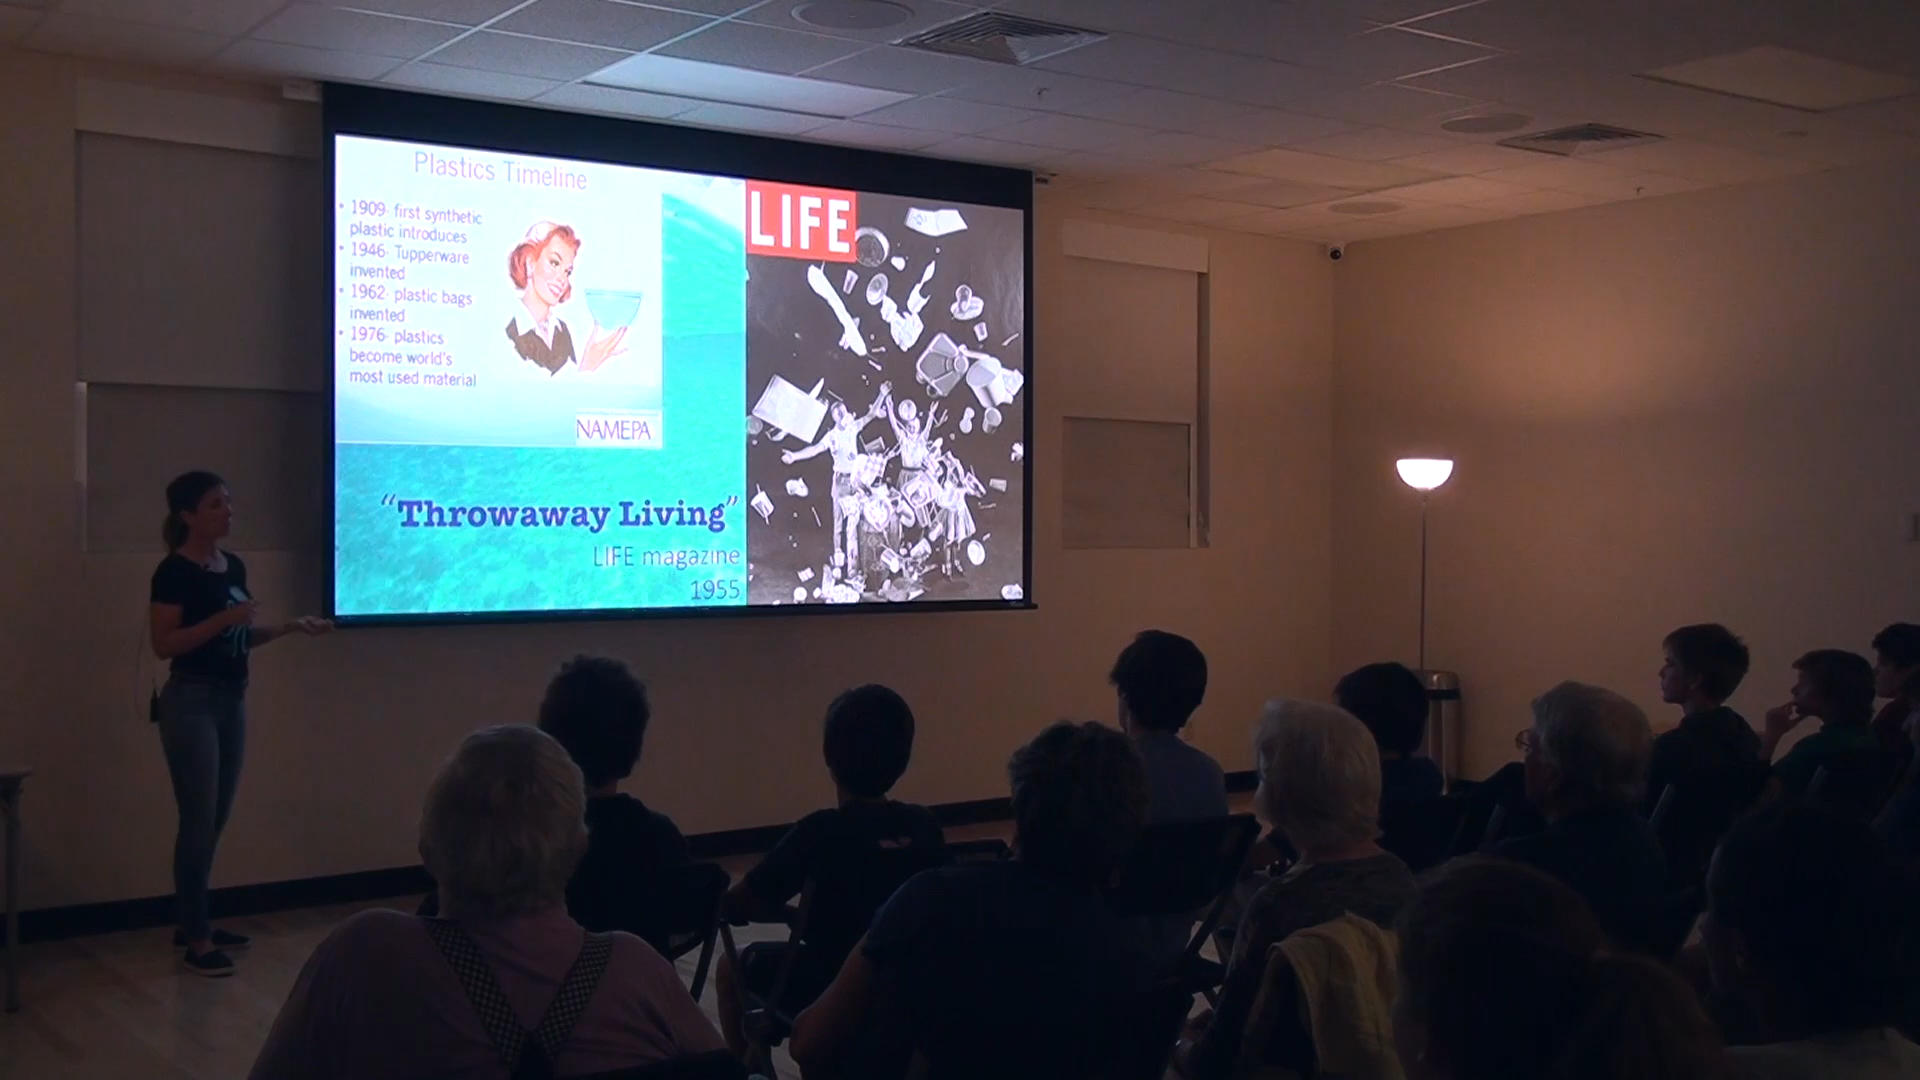 Plastics Timeline
• 1909- first synthetic
plastic introduces
• 1946- Tupperware
invented
• 1962- plastic bags
invented
• 1976- plastics
become world's
most used material
NAMEPA
“Throwaway Living”
LIFE magazine
1955
LIFE